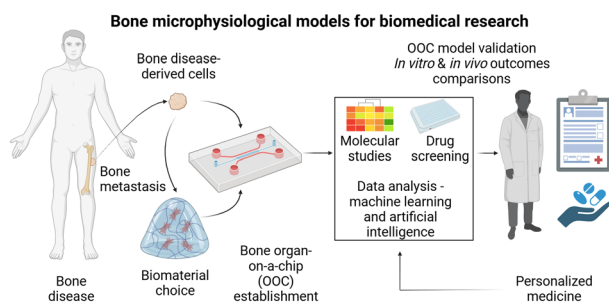 Bone microphysiological models for biomedical research
Bone disease-
derived cells
Bone
metastasis
Bone
disease
Biomaterial
choice
Bone organ-
on-a-chip
(OOC)
establishment
Molecular
studies
Drug
screening
Data analysis -
machine learning
and artificial
intelligence
OOC model validation
In vitro & in vivo outcomes
comparisons
Personalized
medicine